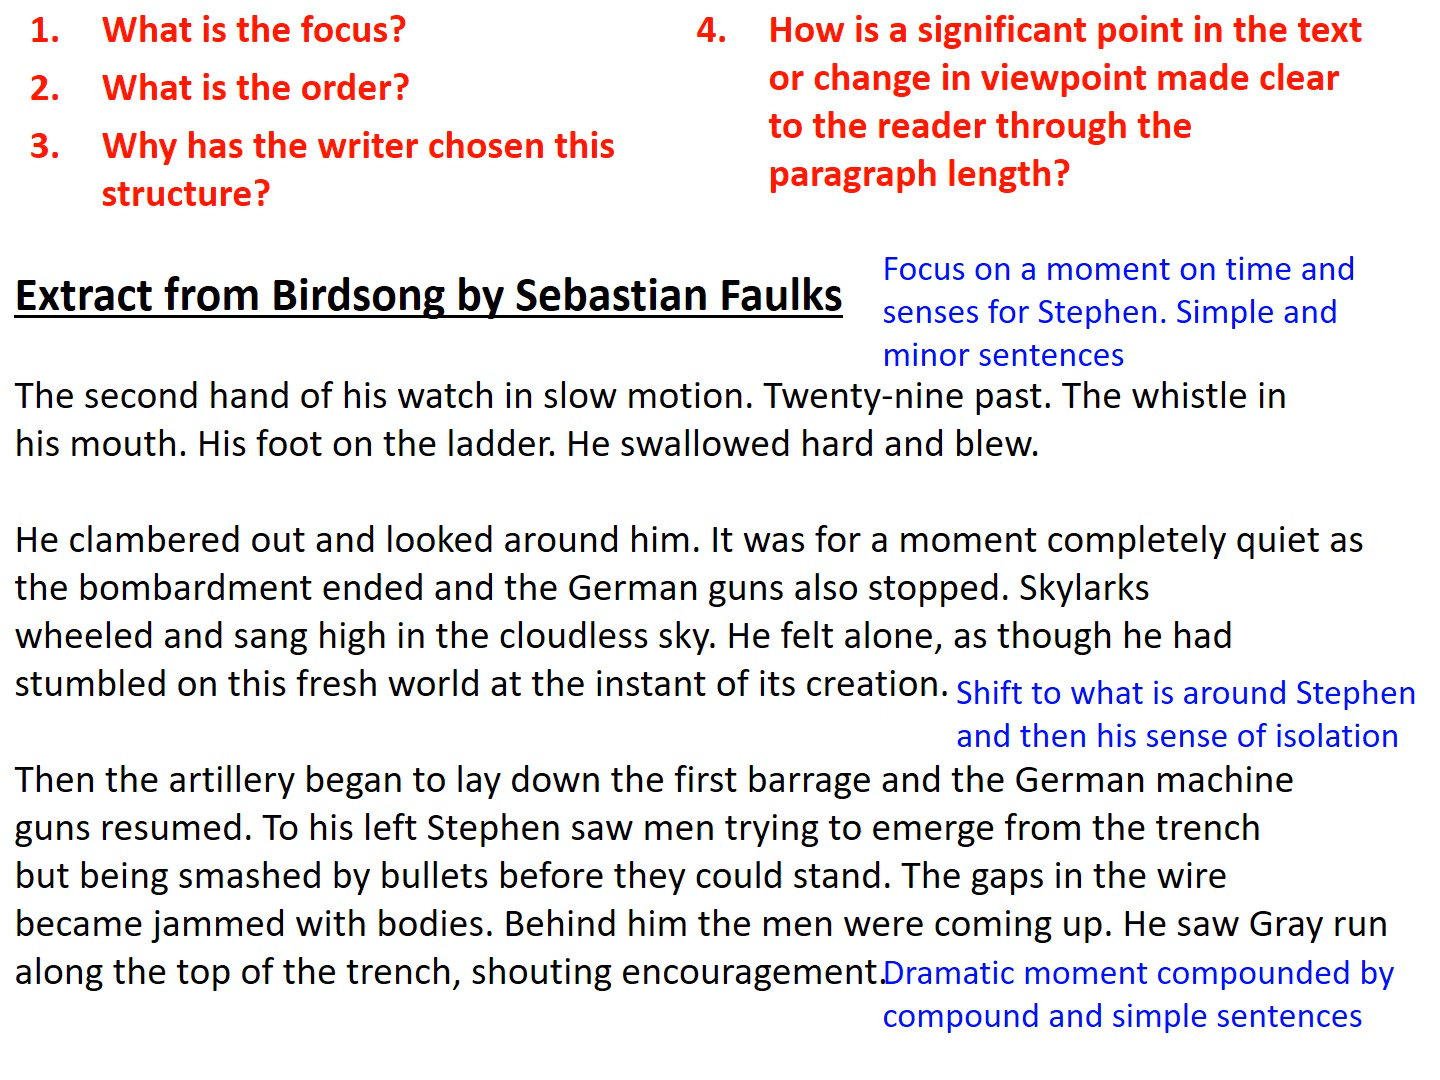 1. What is the focus?
2. What is the order?
3. Why has the writer chosen this
structure?
4. How is a significant point in the text
or change in viewpoint made clear
to the reader through the
paragraph length?
Extract from Birdsong by Sebastian Faulks
Focus on a moment on time and
senses for Stephen. Simple and
minor sentences
The second hand of his watch in slow motion. Twenty-nine past. The whistle in
his mouth. His foot on the ladder. He swallowed hard and blew.
He clambered out and looked around him. It was for a moment completely quiet as
the bombardment ended and the German guns also stopped. Skylarks
wheeled and sang high in the cloudless sky. He felt alone, as though he had
stumbled on this fresh world at the instant of its creation.
Shift to what is around Stephen
and then his sense of isolation
Then the artillery began to lay down the first barrage and the German machine
guns resumed. To his left Stephen saw men trying to emerge from the trench
but being smashed by bullets before they could stand. The gaps in the wire
became jammed with bodies. Behind him the men were coming up. He saw Gray run
along the top of the trench, shouting encouragement.
Dramatic moment compounded by
compound and simple sentences